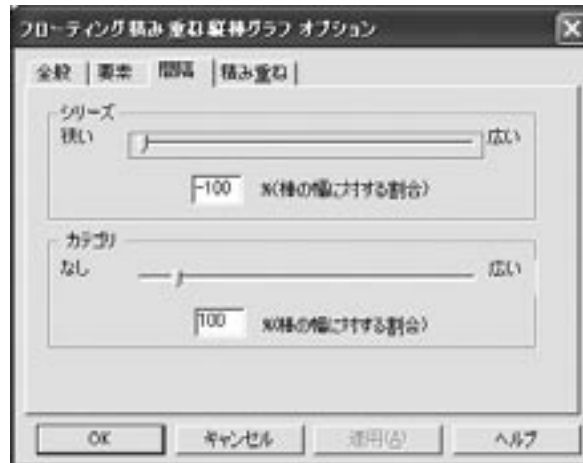 フローティング積み重ね縦棒グラフ オプション
全般 要素 間隔 積み重ね
シリーズ
狭い 広い
-100 %(棒の幅に対する割合)
カテゴリ
なし 広い
100 %(棒の幅に対する割合)
OK キャンセル 適用(A) ヘルプ